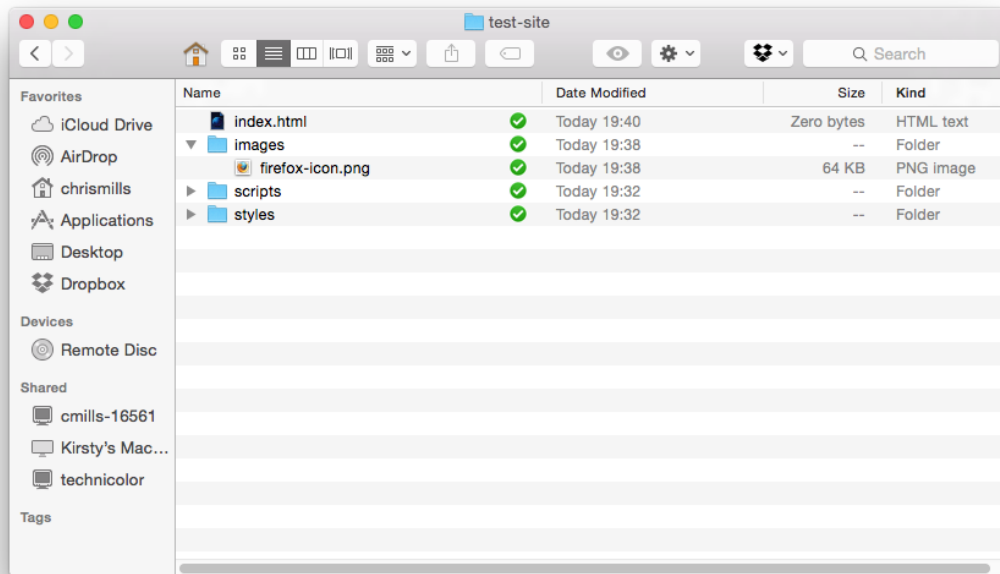 test-site
Search
Favorites
iCloud Drive
AirDrop
chrismills
Applications
Desktop
Dropbox
Devices
Remote Disc
Shared
cmills-16561
Kirsty's Mac...
technicolor
Tags
Name Date Modified Size Kind
index.html Today 19:40 Zero bytes HTML text
images Today 19:38 -- Folder
firefox-icon.png Today 19:38 64 KB PNG image
scripts Today 19:32 -- Folder
styles Today 19:32 -- Folder